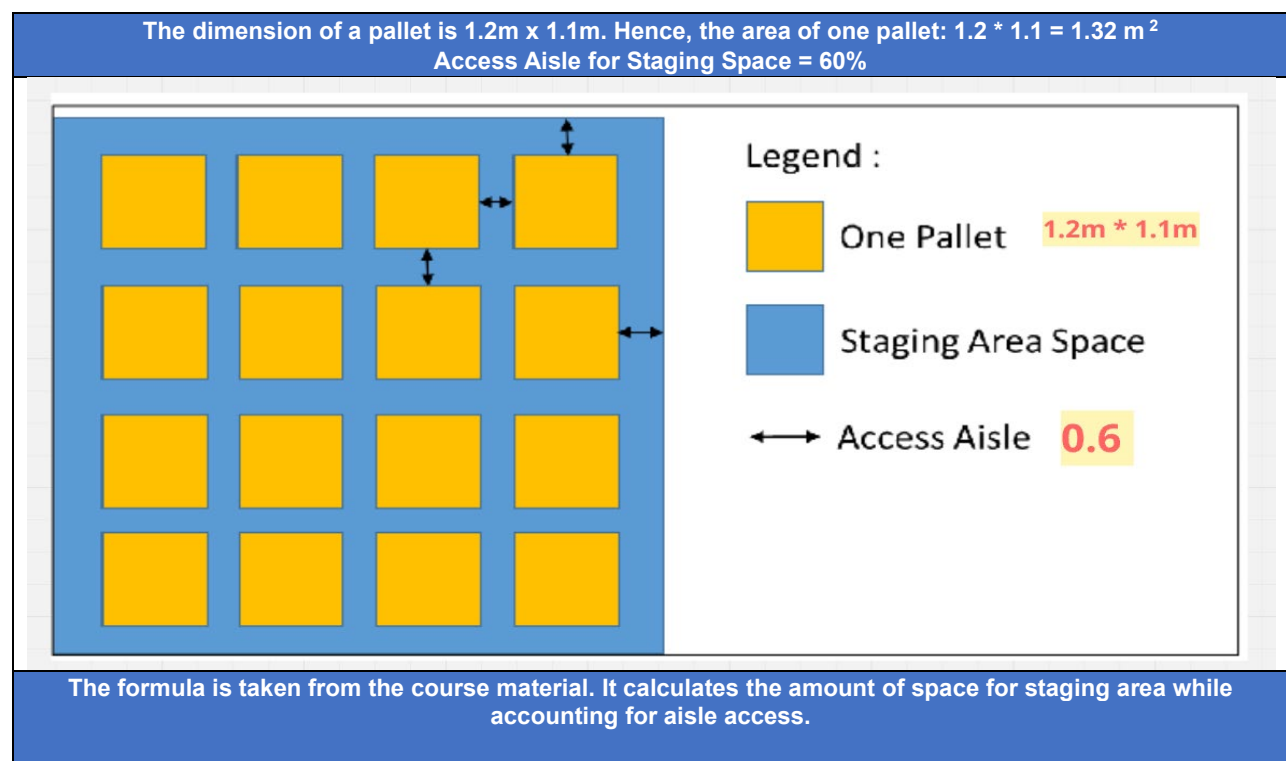 The dimension of a pallet is 1.2m x 1.1m. Hence, the area of one pallet: 1.2 * 1.1 = 1.32 m ²
Access Aisle for Staging Space = 60%
Legend :
One Pallet 1.2m * 1.1m
Staging Area Space
Access Aisle 0.6
The formula is taken from the course material. It calculates the amount of space for staging area while
accounting for aisle access.